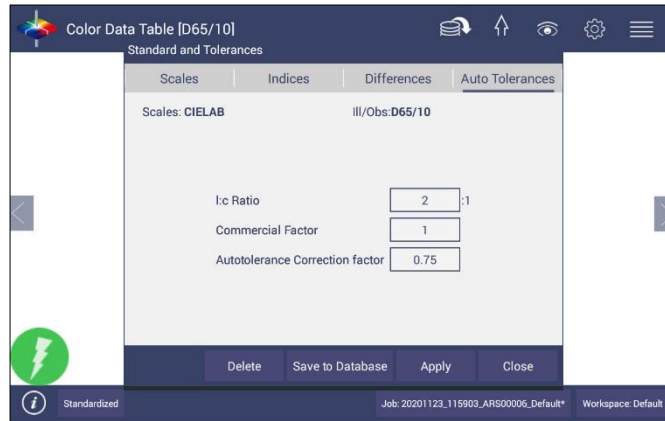 Color Data Table [D65/10]
Standard and Tolerances
Scales Indices Differences Auto Tolerances
Scales: CIELAB Ill/Obs:D65/10
l:c Ratio 2 :1
Commercial Factor 1
Autotolerance Correction factor 0.75
Delete Save to Database Apply Close
i Standardized Job: 20201123_115903_ARS00006_Default* Workspace: Default